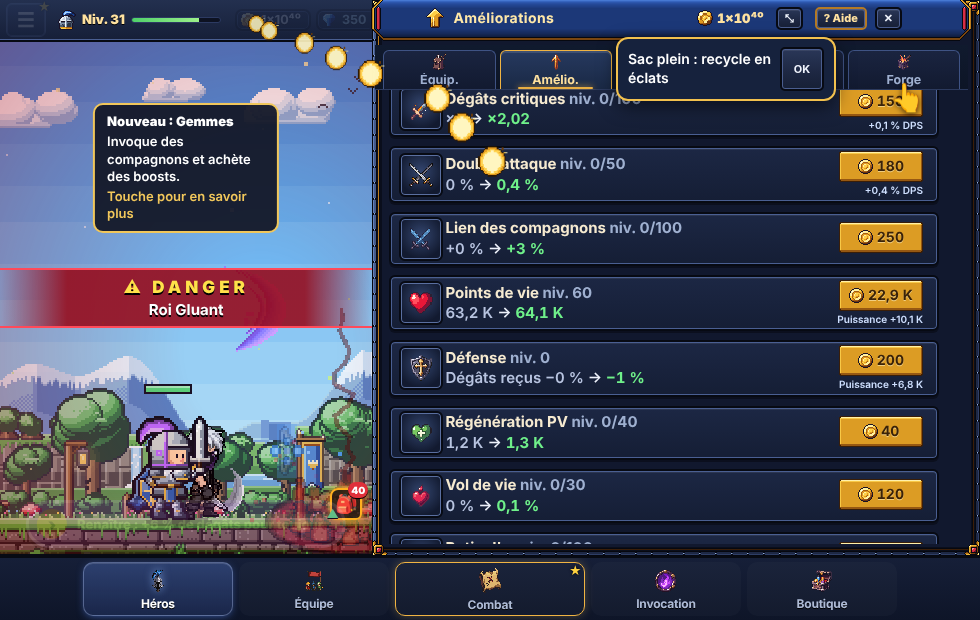 Niv. 31
350
Améliorations
1×10⁴⁰
? Aide
Équip.
Amélio.
Sac plein : recycle en
éclats
OK
Forge
Nouveau : Gemmes
Invoque des
compagnons et achète
des boosts.
Touche pour en savoir
plus
DANGER
Roi Gluant
Dégâts critiques niv. 0/100
→ ×2,02
+0,1 % DPS
attaque niv. 0/50
0 % → 0,4 %
180
+0,4 % DPS
Lien des compagnons niv. 0/100
+0 % → +3 %
250
Points de vie niv. 60
63,2 K → 64,1 K
22,9 K
Puissance +10,1 K
Défense niv. 0
Dégâts reçus −0 % → −1 %
200
Puissance +6,8 K
Régénération PV niv. 0/40
1,2 K → 1,3 K
40
Vol de vie niv. 0/30
0 % → 0,1 %
120
40
Héros
Équipe
Combat
Invocation
Boutique